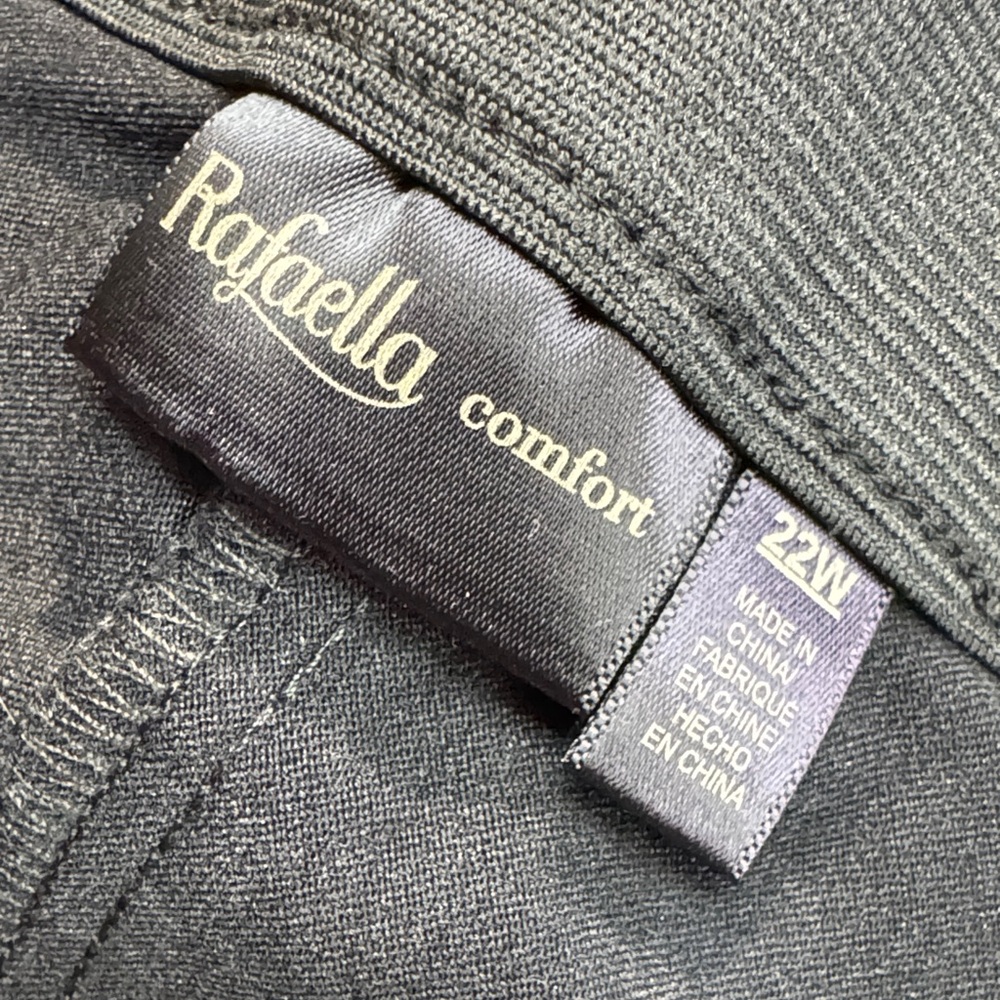 Rafaella comfort
22W
MADE IN
CHINA
FABRIQUE
EN CHINE
HECHO
EN CHINA